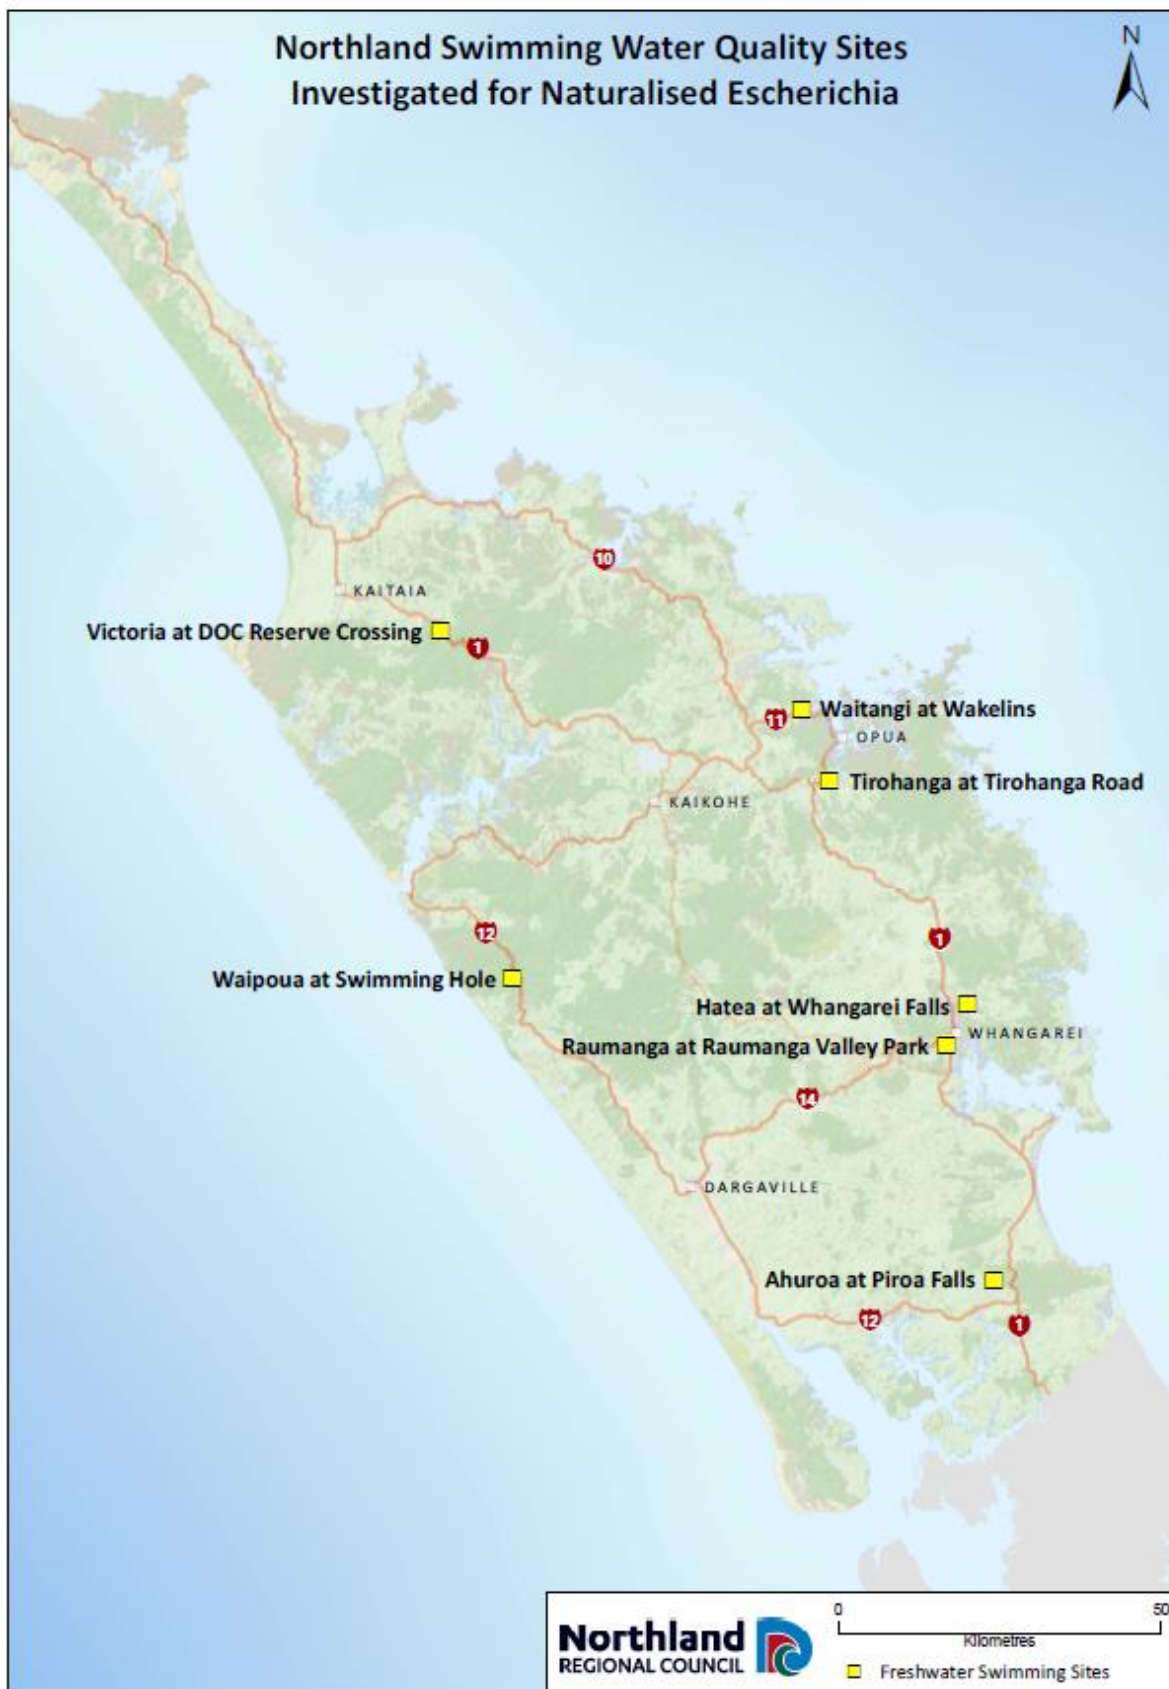 Northland Swimming Water Quality Sites
Investigated for Naturalised Escherichia
N
10
KAITAIA
Victoria at DOC Reserve Crossing
1
11
Waitangi at Wakelins
OPUA
Tirohanga at Tirohanga Road
KAIKOHE
12
1
Waipoua at Swimming Hole
Hatea at Whangarei Falls
WHANGAREI
Raumanga at Raumanga Valley Park
14
DARGAVILLE
Ahuroa at Piroa Falls
12
1
Northland
REGIONAL COUNCIL
0 50
Kilometres
Freshwater Swimming Sites